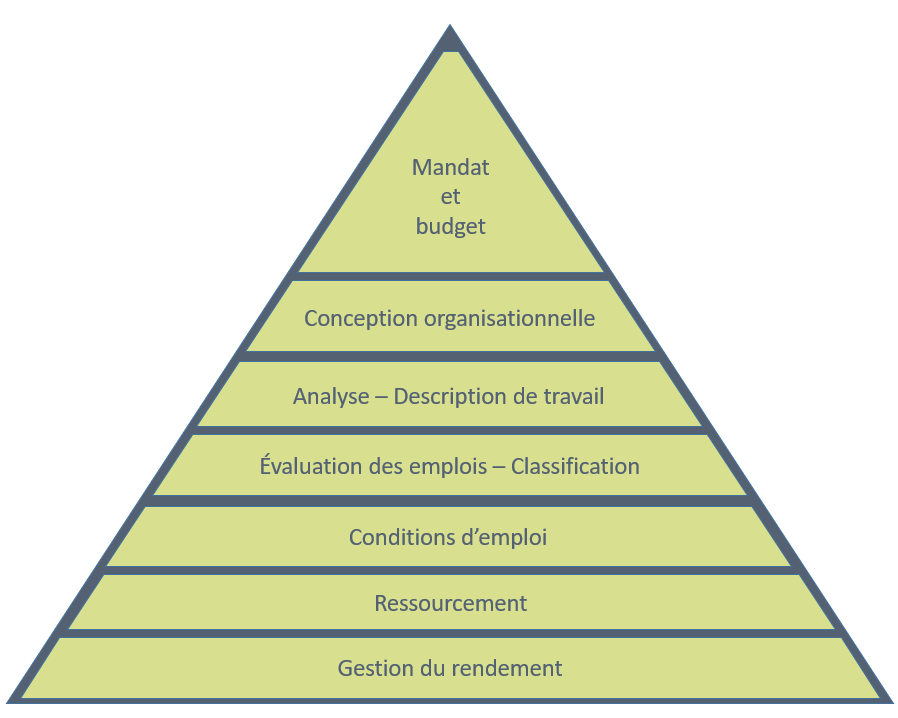 Mandat
et
budget
Conception organisationnelle
Analyse – Description de travail
Évaluation des emplois – Classification
Conditions d’emploi
Ressourcement
Gestion du rendement